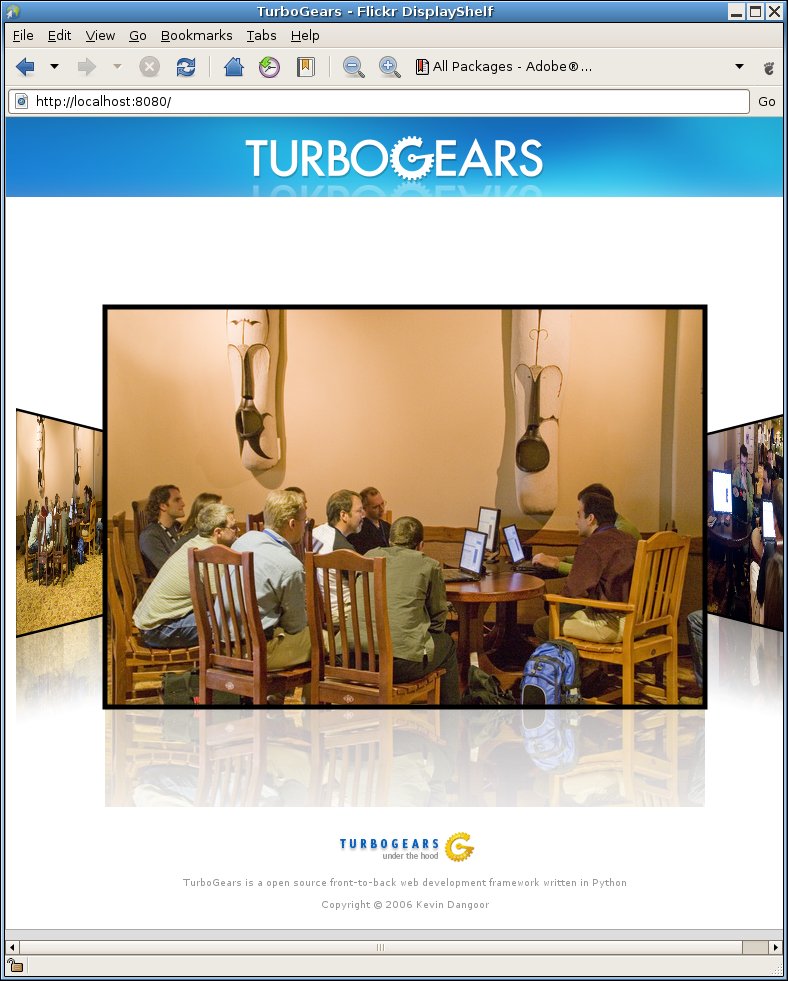 TurboGears - Flickr DisplayShelf
File Edit View Go Bookmarks Tabs Help
All Packages - Adobe®...
http://localhost:8080/ Go
TURBOGEARS
TURBOGEARS
under the hood
TurboGears is a open source front-to-back web development framework written in Python
Copyright © 2006 Kevin Dangoor